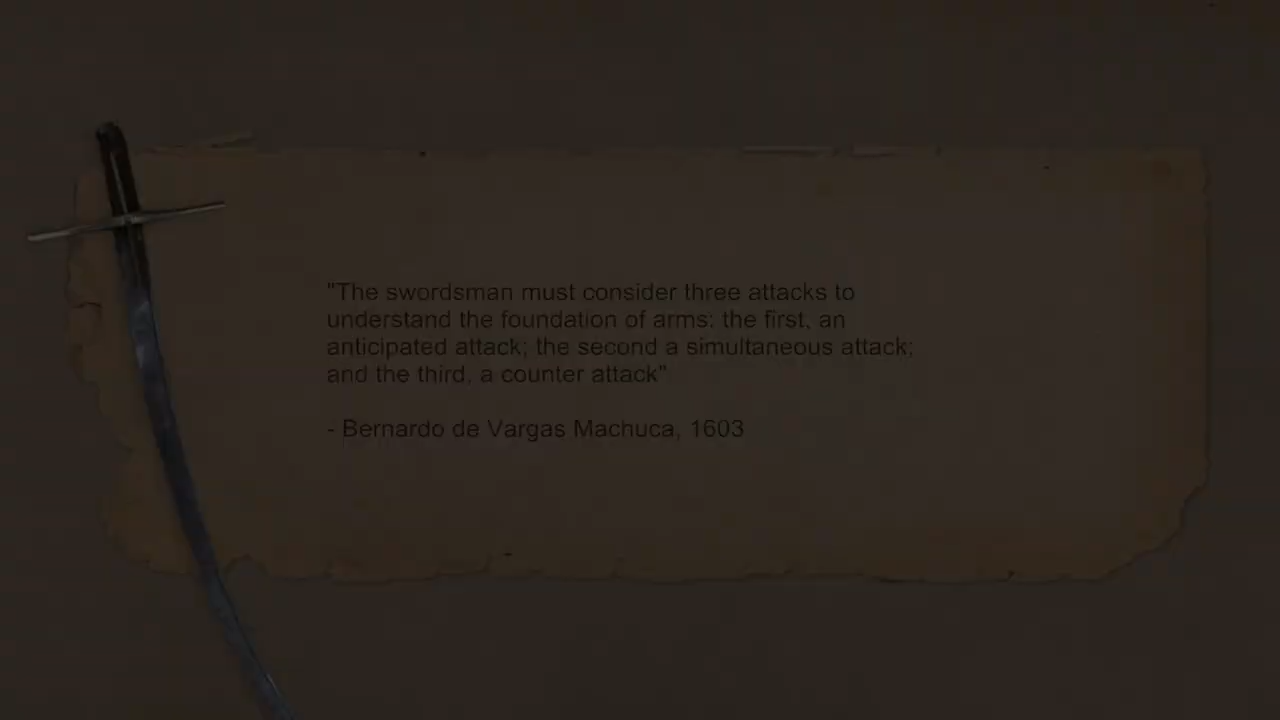 "The swordsman must consider three attacks to
understand the foundation of arms: the first, an
anticipated attack; the second a simultaneous attack;
and the third, a counter attack"
- Bernardo de Vargas Machuca, 1603